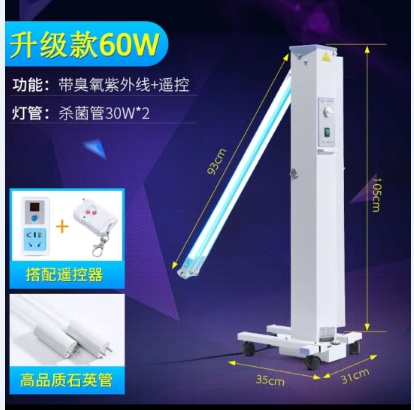 升级款60W
功能：带臭氧紫外线+遥控
灯管：杀菌管30W*2
93cm
105cm
搭配遥控器
高品质石英管
35cm
31cm